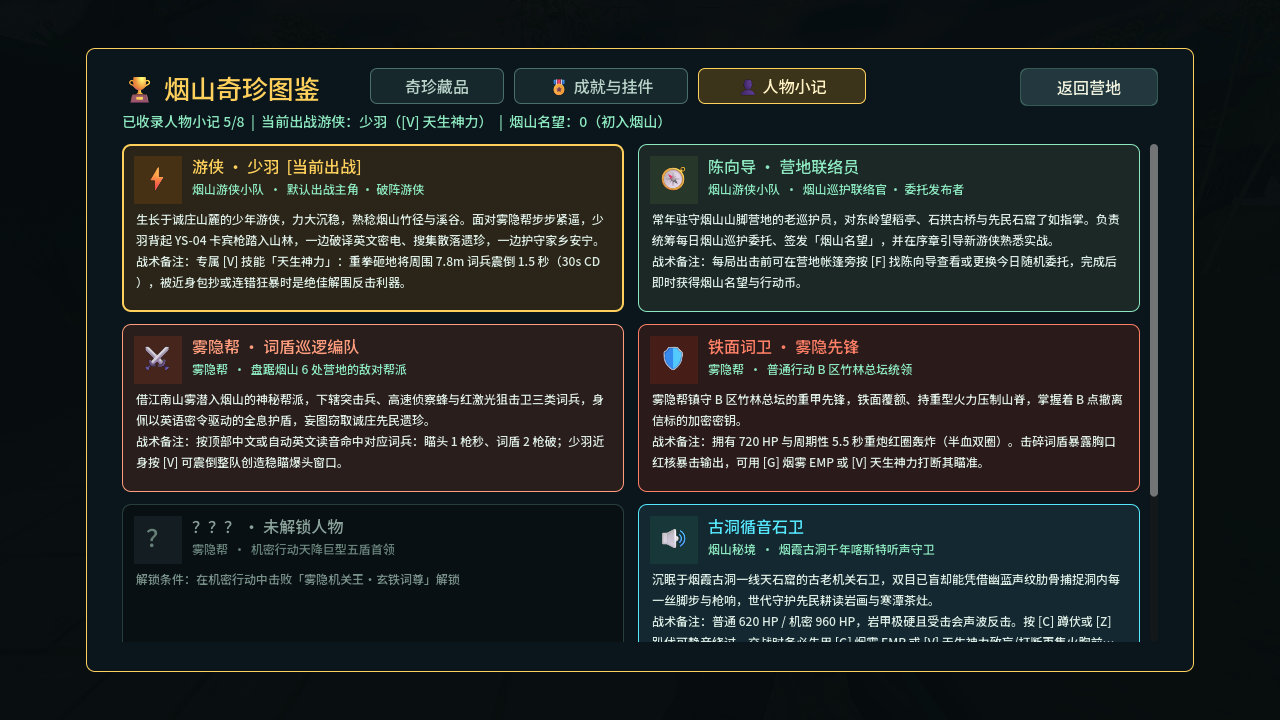 烟山奇珍图鉴
奇珍藏品
成就与挂件
人物小记
返回营地
已收录人物小记 5/8 | 当前出战游侠：少羽（[V] 天生神力） | 烟山名望：0（初入烟山）
游侠 · 少羽 [当前出战]
烟山游侠小队 · 默认出战主角 · 破阵游侠
生长于诚庄山麓的少年游侠，力大沉稳，熟稔烟山竹径与溪谷。面对雾隐帮步步紧逼，少
羽背起 YS-04 卡宾枪踏入山林，一边破译英文密电、搜集散落遗珍，一边护守家乡安宁。
战术备注：专属 [V] 技能「天生神力」：重拳砸地将周围 7.8m 词兵震倒 1.5 秒（30s CD
），被近身包抄或连错狂暴时是绝佳解围反击利器。
陈向导 · 营地联络员
烟山游侠小队 · 烟山巡护联络官 · 委托发布者
常年驻守烟山山脚营地的老巡护员，对东岭望稻亭、石拱古桥与先民石窟了如指掌。负责
统筹每日烟山巡护委托、签发「烟山名望」，并在序章引导新游侠熟悉实战。
战术备注：每局出击前可在营地帐篷旁按 [F] 找陈向导查看或更换今日随机委托，完成后
即时获得烟山名望与行动币。
雾隐帮 · 词盾巡逻编队
雾隐帮 · 盘踞烟山 6 处营地的敌对帮派
借江南山雾潜入烟山的神秘帮派，下辖突击兵、高速侦察蜂与红激光狙击卫三类词兵，身
佩以英语密令驱动的全息护盾，妄图窃取诚庄先民遗珍。
战术备注：按顶部中文或自动英文读音命中对应词兵：瞄头 1 枪秒、词盾 2 枪破；少羽近
身按 [V] 可震倒整队创造稳瞄爆头窗口。
铁面词卫 · 雾隐先锋
雾隐帮 · 普通行动 B 区竹林总坛统领
雾隐帮镇守 B 区竹林总坛的重甲先锋，铁面覆额、持重型火力压制山脊，掌握着 B 点撤离
信标的加密密钥。
战术备注：拥有 720 HP 与周期性 5.5 秒重炮红圈轰炸（半血双圈）。击碎词盾暴露胸口
红核暴击输出，可用 [G] 烟雾 EMP 或 [V] 天生神力打断其瞄准。
?
？？？ · 未解锁人物
雾隐帮 · 机密行动天降巨型五盾首领
解锁条件：在机密行动中击败「雾隐机关王·玄铁词尊」解锁
古洞循音石卫
烟山秘境 · 烟霞古洞千年喀斯特听声守卫
沉眠于烟霞古洞一线天石窟的古老机关石卫，双目已盲却能凭借幽蓝声纹肋骨捕捉洞内每
一丝脚步与枪响，世代守护先民耕读岩画与寒潭茶灶。
战术备注：普通 620 HP / 机密 960 HP，岩甲极硬且受击会声波反击。按 [C] 蹲伏或 [Z]